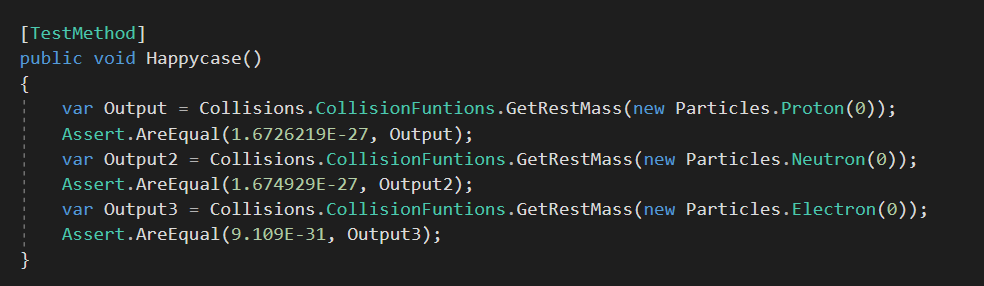 [TestMethod]
public void Happycase()
{
    var Output = Collisions.CollisionFuntions.GetRestMass(new Particles.Proton(0));
    Assert.AreEqual(1.6726219E-27, Output);
    var Output2 = Collisions.CollisionFuntions.GetRestMass(new Particles.Neutron(0));
    Assert.AreEqual(1.674929E-27, Output2);
    var Output3 = Collisions.CollisionFuntions.GetRestMass(new Particles.Electron(0));
    Assert.AreEqual(9.109E-31, Output3);
}